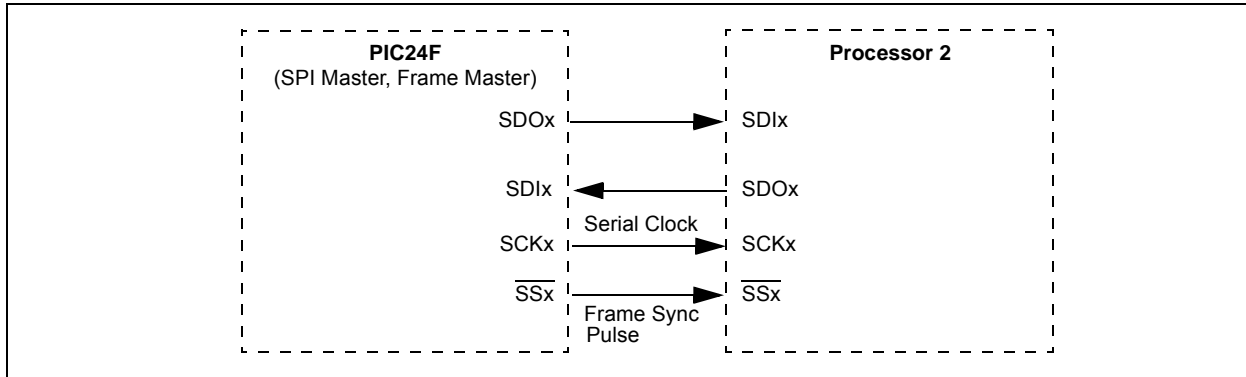 PIC24F
(SPI Master, Frame Master)
Processor 2
SDOx
SDIx
SDIx
SDOx
Serial Clock
SCKx
SCKx
SSx
SSx
Frame Sync
Pulse